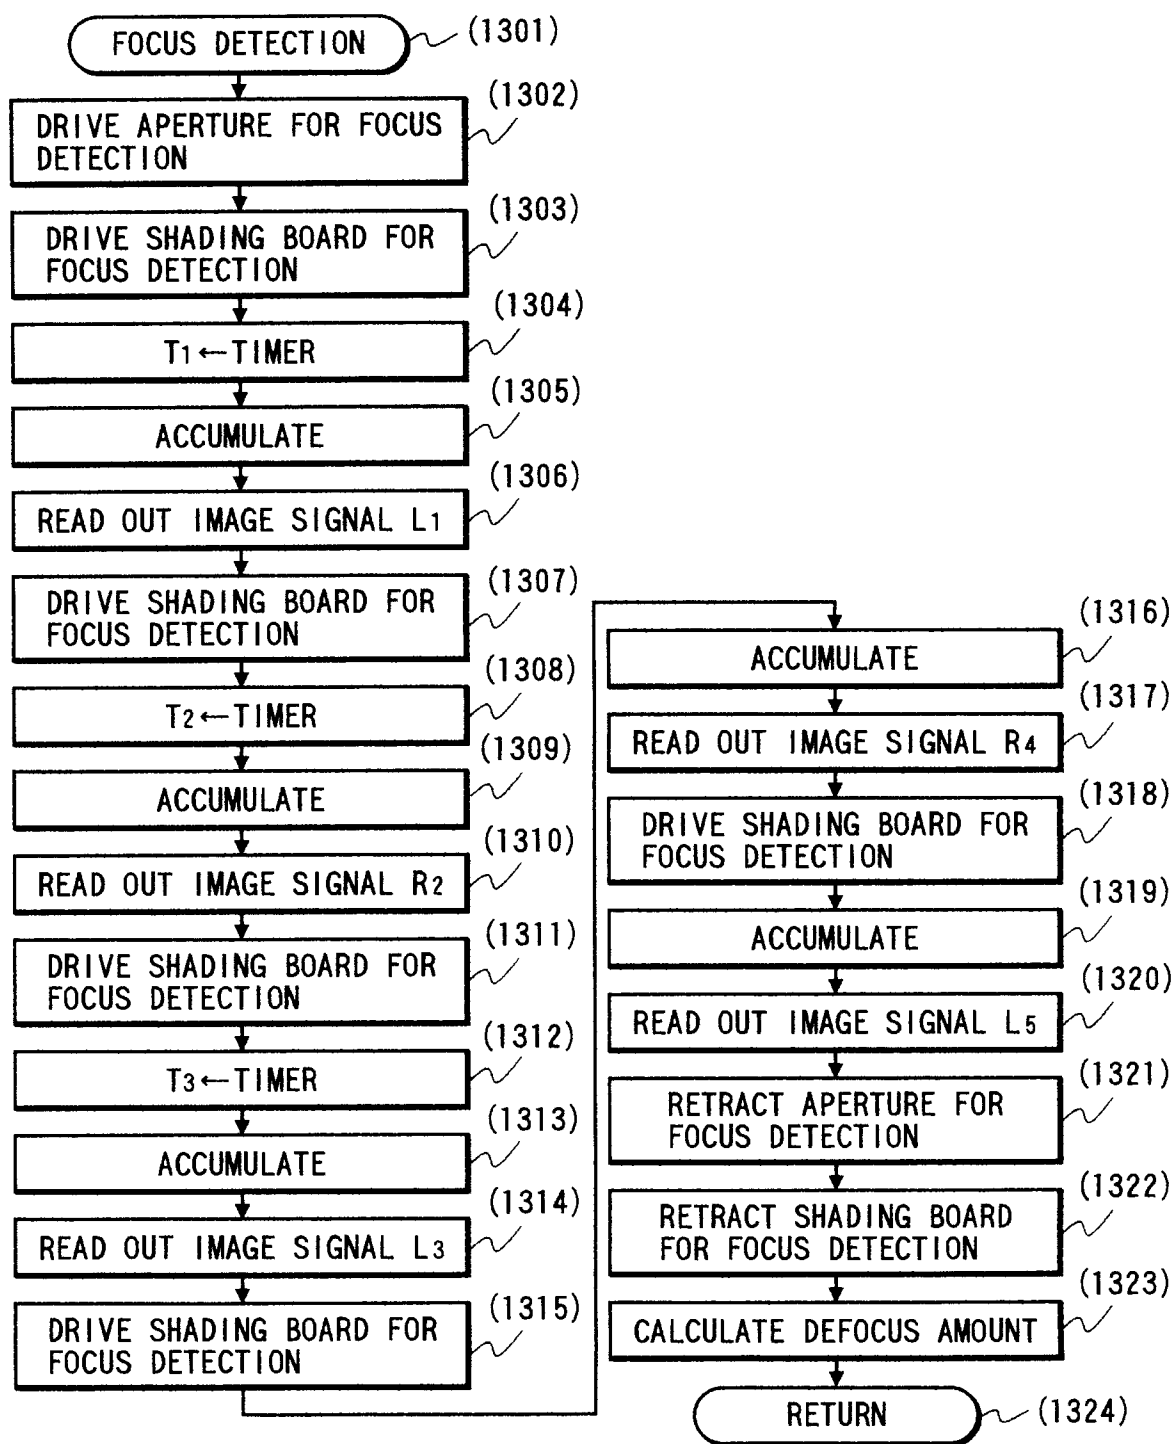 FOCUS DETECTION
(1301)
(1302)
DRIVE APERTURE FOR FOCUS
DETECTION
(1303)
DRIVE SHADING BOARD FOR
FOCUS DETECTION
(1304)
T1←TIMER
(1305)
ACCUMULATE
(1306)
READ OUT IMAGE SIGNAL L1
(1307)
DRIVE SHADING BOARD FOR
FOCUS DETECTION
(1308)
T2←TIMER
(1309)
ACCUMULATE
(1310)
READ OUT IMAGE SIGNAL R2
(1311)
DRIVE SHADING BOARD FOR
FOCUS DETECTION
(1312)
T3←TIMER
(1313)
ACCUMULATE
(1314)
READ OUT IMAGE SIGNAL L3
(1315)
DRIVE SHADING BOARD FOR
FOCUS DETECTION
(1316)
ACCUMULATE
(1317)
READ OUT IMAGE SIGNAL R4
(1318)
DRIVE SHADING BOARD FOR
FOCUS DETECTION
(1319)
ACCUMULATE
(1320)
READ OUT IMAGE SIGNAL L5
(1321)
RETRACT APERTURE FOR
FOCUS DETECTION
(1322)
RETRACT SHADING BOARD
FOR FOCUS DETECTION
(1323)
CALCULATE DEFOCUS AMOUNT
RETURN
(1324)